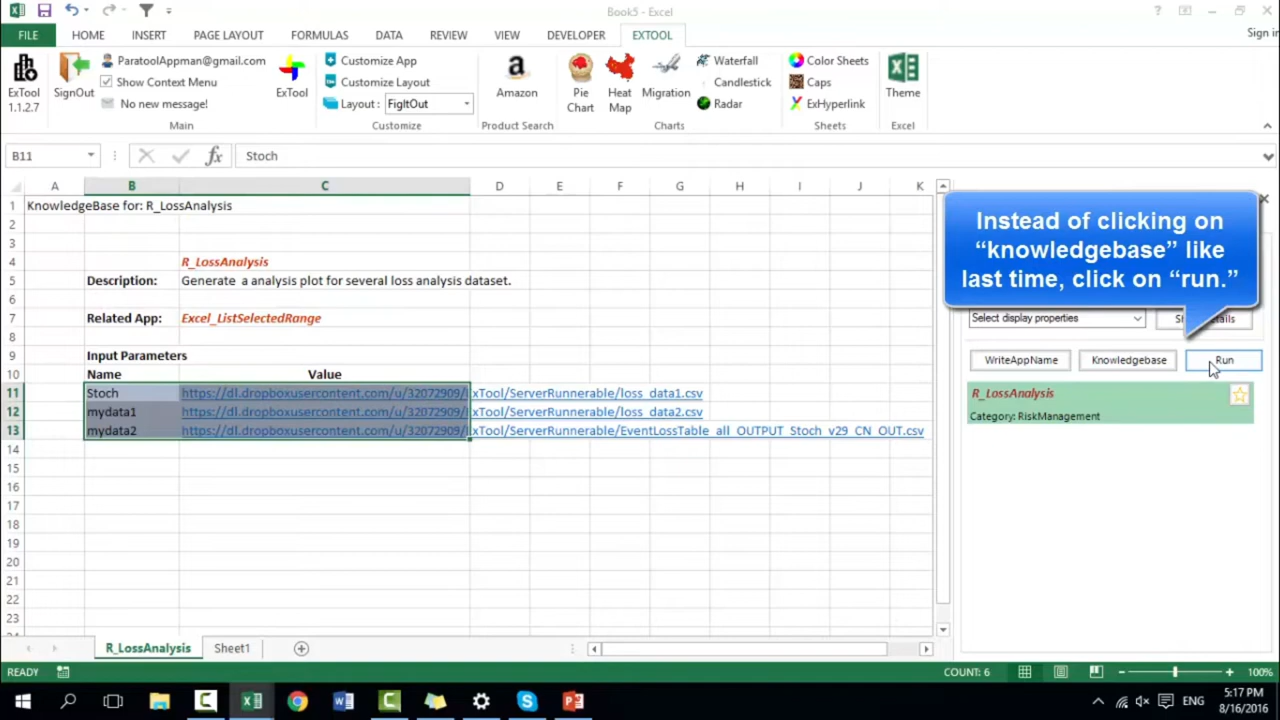 Book5 - Excel
FILE HOME INSERT PAGE LAYOUT FORMULAS DATA REVIEW VIEW DEVELOPER EXTOOL Sign in
ExTool
1.1.2.7
SignOut
ParatoolAppman@gmail.com
Show Context Menu
No new message!
Main
ExTool
Customize App
Customize Layout
Layout : FigItOut
Customize
Amazon
Product Search
Pie Chart
Heat Map
Migration
Waterfall
Candlestick
Radar
Charts
Color Sheets
Caps
ExHyperlink
Sheets
Theme
Excel
B11 fx Stoch
A B C D E F G H I J K
1 KnowledgeBase for: R_LossAnalysis
2
3
4 R_LossAnalysis
5 Description: Generate a analysis plot for several loss analysis dataset.
6
7 Related App: Excel_ListSelectedRange
8
9 Input Parameters
10 Name Value
11 Stoch https://dl.dropboxusercontent.com/u/32072909/ExTool/ServerRunnerable/loss_data1.csv
12 mydata1 https://dl.dropboxusercontent.com/u/32072909/ExTool/ServerRunnerable/loss_data2.csv
13 mydata2 https://dl.dropboxusercontent.com/u/32072909/ExTool/ServerRunnerable/EventLossTable_all_OUTPUT_Stoch_v29_CN_OUT.csv
14
15
16
17
18
19
20
21
22
23
Instead of clicking on
“knowledgebase” like
last time, click on “run.”
Select display properties
WriteAppName Knowledgebase Run
R_LossAnalysis
Category: RiskManagement
R_LossAnalysis Sheet1
READY COUNT: 6 100%
ENG
5:17 PM
8/16/2016